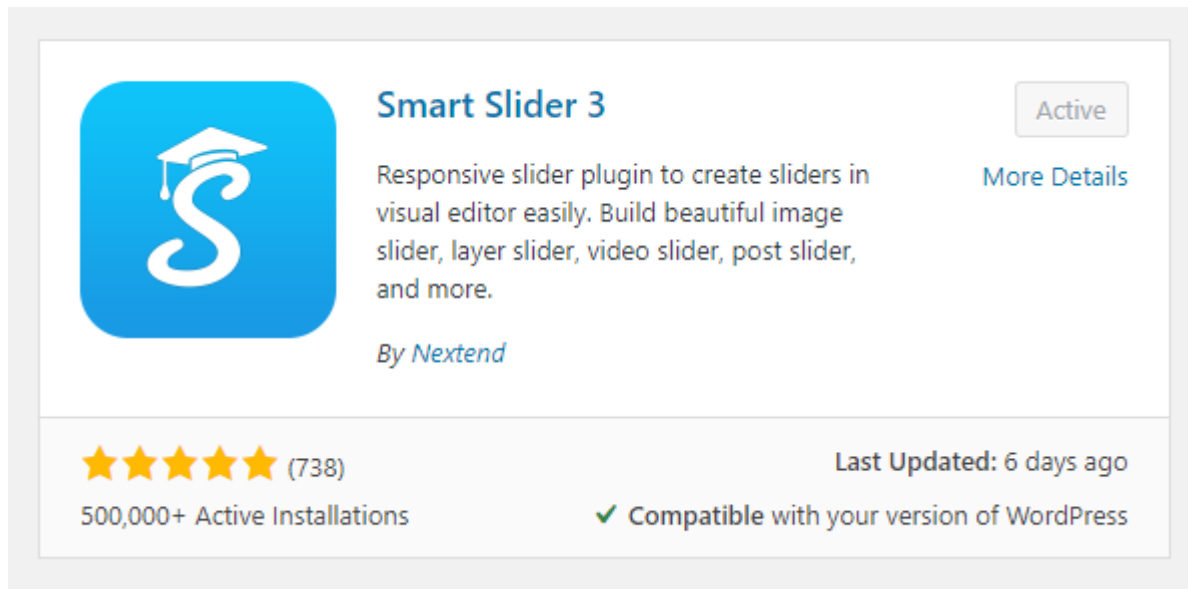 Smart Slider 3
Active
More Details
Responsive slider plugin to create sliders in
visual editor easily. Build beautiful image
slider, layer slider, video slider, post slider,
and more.
By Nextend
(738)
Last Updated: 6 days ago
500,000+ Active Installations
Compatible with your version of WordPress